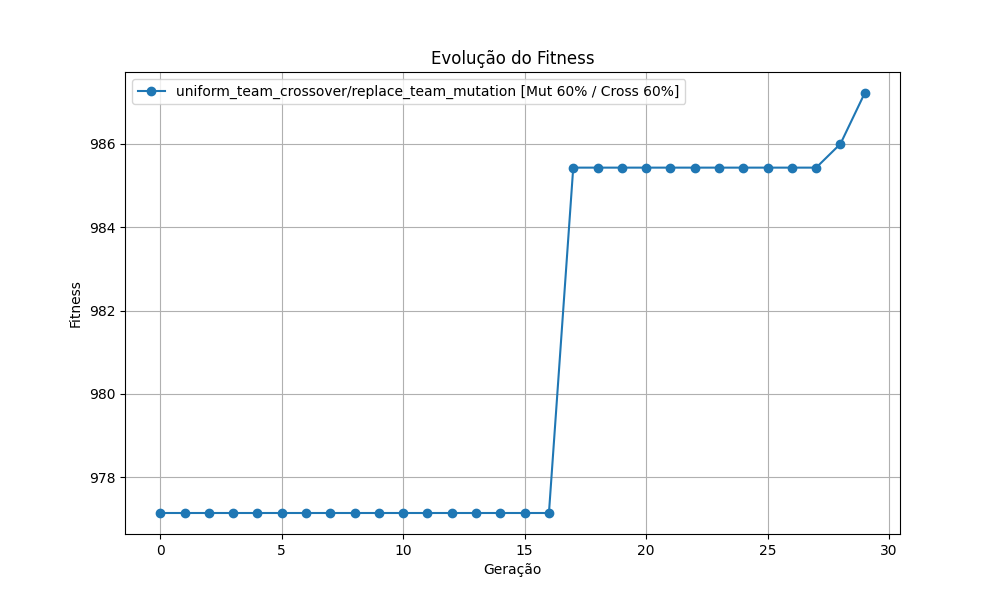 Evolução do Fitness
uniform_team_crossover/replace_team_mutation [Mut 60% / Cross 60%]
986
984
982
980
978
Fitness
0 5 10 15 20 25 30
Geração